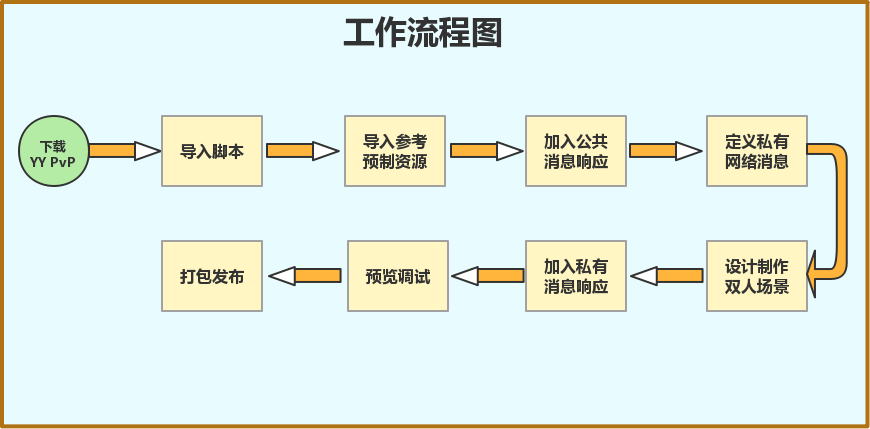 工作流程图
下载
YY PvP
导入脚本
导入参考
预制资源
加入公共
消息响应
定义私有
网络消息
设计制作
双人场景
加入私有
消息响应
预览调试
打包发布